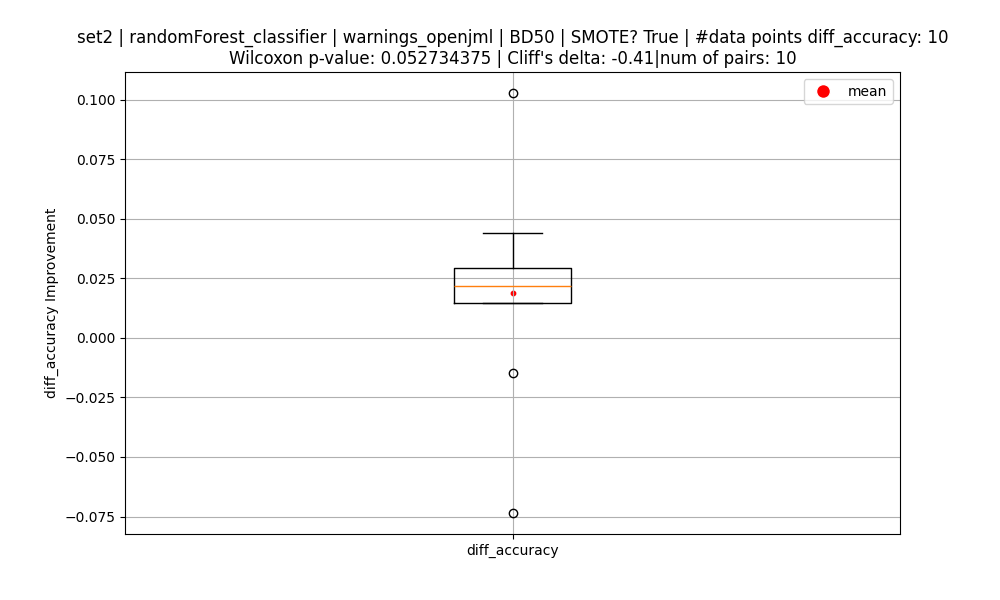 set2 | randomForest_classifier | warnings_openjml | BD50 | SMOTE? True | #data points diff_accuracy: 10
Wilcoxon p-value: 0.052734375 | Cliff's delta: -0.41|num of pairs: 10
mean
0.100
0.075
0.050
0.025
0.000
−0.025
−0.050
−0.075
diff_accuracy Improvement
diff_accuracy